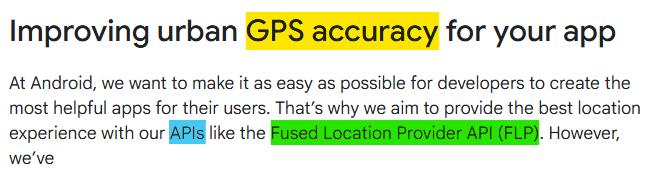 Improving urban GPS accuracy for your app
At Android, we want to make it as easy as possible for developers to create the
most helpful apps for their users. That’s why we aim to provide the best location
experience with our APIs like the Fused Location Provider API (FLP). However,
we’ve